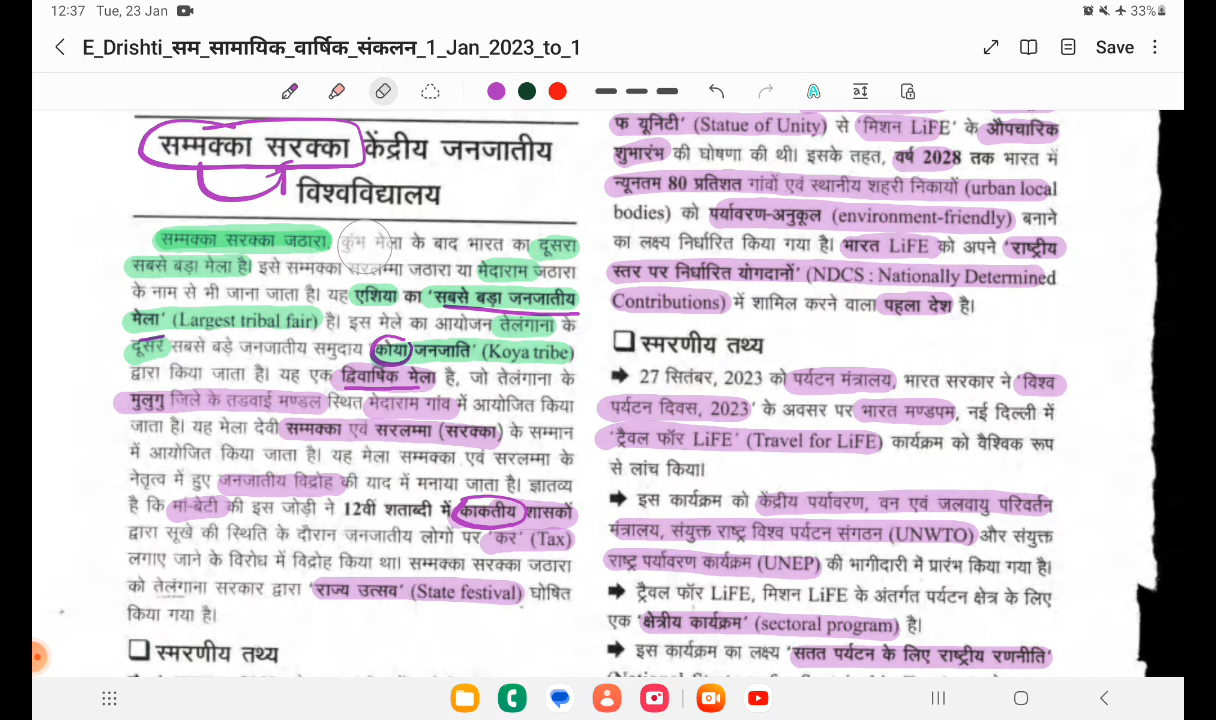 12:37 Tue, 23 Jan
33%
E_Drishti_सम_सामायिक_वार्षिक_संकलन_1_Jan_2023_to_1
Save
सम्मक्का सरक्का केंद्रीय जनजातीय
विश्वविद्यालय
सम्मक्का सरक्का जठारा, कुंभ मेला के बाद भारत का दूसरा
सबसे बड़ा मेला है। इसे सम्मक्का सरलम्मा जठारा या मेदाराम जठारा
के नाम से भी जाना जाता है। यह एशिया का ‘सबसे बड़ा जनजातीय
मेला’ (Largest tribal fair) है। इस मेले का आयोजन तेलंगाना के
दूसरे सबसे बड़े जनजातीय समुदाय ‘कोया जनजाति’ (Koya tribe)
द्वारा किया जाता है। यह एक द्विवार्षिक मेला है, जो तेलंगाना के
मुलुगु जिले के तडवाई मण्डल स्थित मेदाराम गांव में आयोजित किया
जाता है। यह मेला देवी सम्मक्का एवं सरलम्मा (सरक्का) के सम्मान
में आयोजित किया जाता है। यह मेला सम्मक्का एवं सरलम्मा के
नेतृत्व में हुए जनजातीय विद्रोह की याद में मनाया जाता है। ज्ञातव्य
है कि मां-बेटी की इस जोड़ी ने 12वीं शताब्दी में काकतीय शासकों
द्वारा सूखे की स्थिति के दौरान जनजातीय लोगों पर ‘कर’ (Tax)
लगाए जाने के विरोध में विद्रोह किया था। सम्मक्का सरक्का जठारा
को तेलंगाना सरकार द्वारा ‘राज्य उत्सव’ (State festival) घोषित
किया गया है।
❑ स्मरणीय तथ्य
फ यूनिटी’ (Statue of Unity) से ‘मिशन LiFE’ के औपचारिक
शुभारंभ की घोषणा की थी। इसके तहत, वर्ष 2028 तक भारत में
न्यूनतम 80 प्रतिशत गांवों एवं स्थानीय शहरी निकायों (urban local
bodies) को पर्यावरण-अनुकूल (environment-friendly) बनाने
का लक्ष्य निर्धारित किया गया है। भारत LiFE को अपने ‘राष्ट्रीय
स्तर पर निर्धारित योगदानों’ (NDCS : Nationally Determined
Contributions) में शामिल करने वाला पहला देश है।
❑ स्मरणीय तथ्य
➡ 27 सितंबर, 2023 को पर्यटन मंत्रालय, भारत सरकार ने ‘विश्व
पर्यटन दिवस, 2023’ के अवसर पर भारत मण्डपम, नई दिल्ली में
‘ट्रैवल फॉर LiFE’ (Travel for LiFE) कार्यक्रम को वैश्विक रूप
से लांच किया।
➡ इस कार्यक्रम को केंद्रीय पर्यावरण, वन एवं जलवायु परिवर्तन
मंत्रालय, संयुक्त राष्ट्र विश्व पर्यटन संगठन (UNWTO) और संयुक्त
राष्ट्र पर्यावरण कार्यक्रम (UNEP) की भागीदारी में प्रारंभ किया गया है।
➡ ट्रैवल फॉर LiFE, मिशन LiFE के अंतर्गत पर्यटन क्षेत्र के लिए
एक ‘क्षेत्रीय कार्यक्रम’ (sectoral program) है।
➡ इस कार्यक्रम का लक्ष्य ‘सतत पर्यटन के लिए राष्ट्रीय रणनीति’